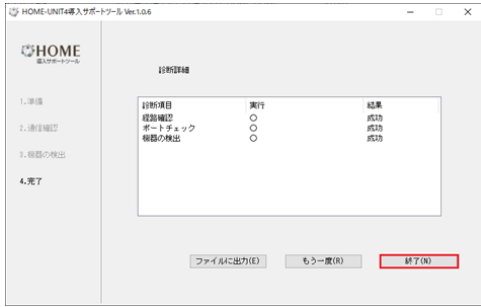 HOME-UNIT4導入サポートツール Ver.1.0.6
HOME
導入サポートツール
診断詳細
1.準備
2.通信確認
3.機器の検出
4.完了
診断項目 実行 結果
経路確認 〇 成功
ポートチェック 〇 成功
機器の検出 〇 成功
ファイルに出力(E) もう一度(R) 終了(N)